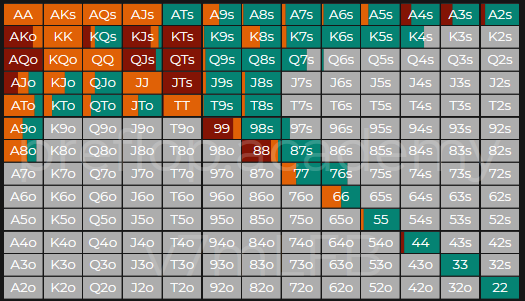 AA AKs AQs AJs ATs A9s A8s A7s A6s A5s A4s A3s A2s
AKo KK KQs KJs KTs K9s K8s K7s K6s K5s K4s K3s K2s
AQo KQo QQ QJs QTs Q9s Q8s Q7s Q6s Q5s Q4s Q3s Q2s
AJo KJo QJo JJ JTs J9s J8s J7s J6s J5s J4s J3s J2s
ATo KTo QTo JTo TT T9s T8s T7s T6s T5s T4s T3s T2s
A9o K9o Q9o J9o T9o 99 98s 97s 96s 95s 94s 93s 92s
A8o K8o Q8o J8o T8o 98o 88 87s 86s 85s 84s 83s 82s
preflop.academy
A7o K7o Q7o J7o T7o 97o 87o 77 76s 75s 74s 73s 72s
A6o K6o Q6o J6o T6o 96o 86o 76o 66 65s 64s 63s 62s
A5o K5o Q5o J5o T5o 95o 85o 75o 65o 55 54s 53s 52s
A4o K4o Q4o J4o T4o 94o 84o 74o 64o 54o 44 43s 42s
A3o K3o Q3o J3o T3o 93o 83o 73o 63o 53o 43o 33 32s
A2o K2o Q2o J2o T2o 92o 82o 72o 62o 52o 42o 32o 22